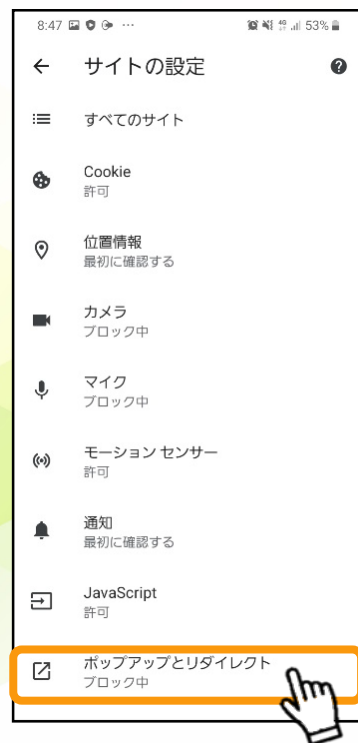 8:47 ... 4G 53%
サイトの設定
すべてのサイト
Cookie
許可
位置情報
最初に確認する
カメラ
ブロック中
マイク
ブロック中
モーション センサー
許可
通知
最初に確認する
JavaScript
許可
ポップアップとリダイレクト
ブロック中